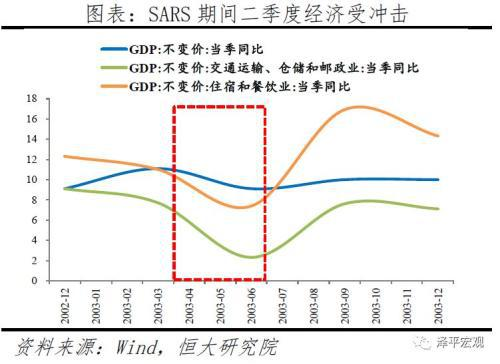 图表：SARS 期间二季度经济受冲击
GDP:不变价:当季同比
GDP:不变价:交通运输、仓储和邮政业:当季同比
GDP:不变价:住宿和餐饮业:当季同比
18
16
14
12
10
8
6
4
2
0
2002-12 2003-01 2003-02 2003-03 2003-04 2003-05 2003-06 2003-07 2003-08 2003-09 2003-10 2003-11 2003-12
资料来源：Wind，恒大研究院
泽平宏观